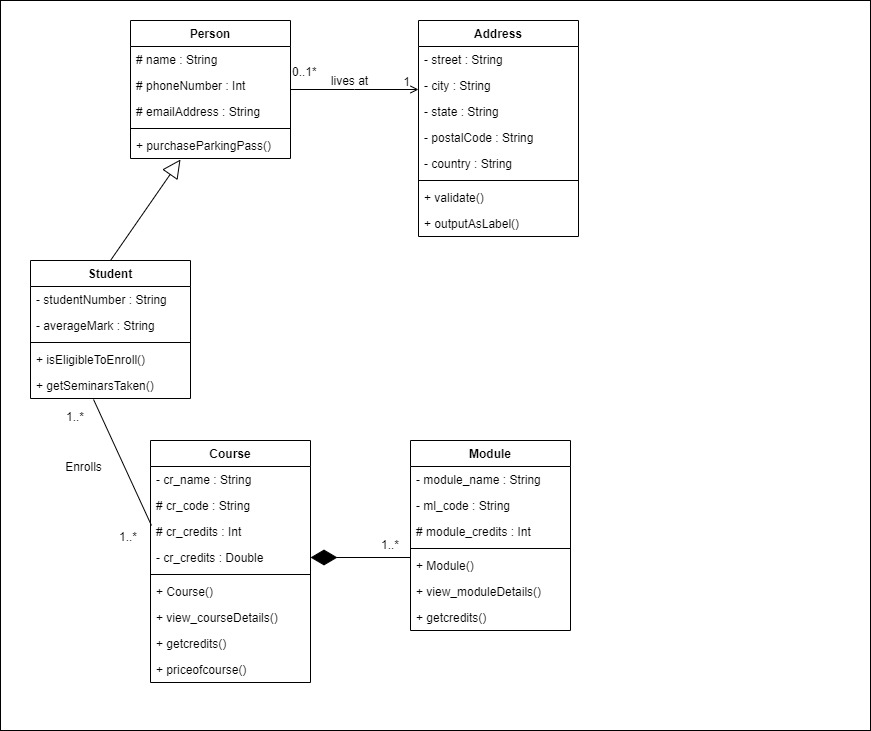 Person
# name : String
# phoneNumber : Int
# emailAddress : String
+ purchaseParkingPass()
0..1*
lives at
1
Address
- street : String
- city : String
- state : String
- postalCode : String
- country : String
+ validate()
+ outputAsLabel()
Student
- studentNumber : String
- averageMark : String
+ isEligibleToEnroll()
+ getSeminarsTaken()
1..*
Enrolls
1..*
Course
- cr_name : String
# cr_code : String
# cr_credits : Int
- cr_credits : Double
+ Course()
+ view_courseDetails()
+ getcredits()
+ priceofcourse()
1..*
Module
- module_name : String
- ml_code : String
# module_credits : Int
+ Module()
+ view_moduleDetails()
+ getcredits()